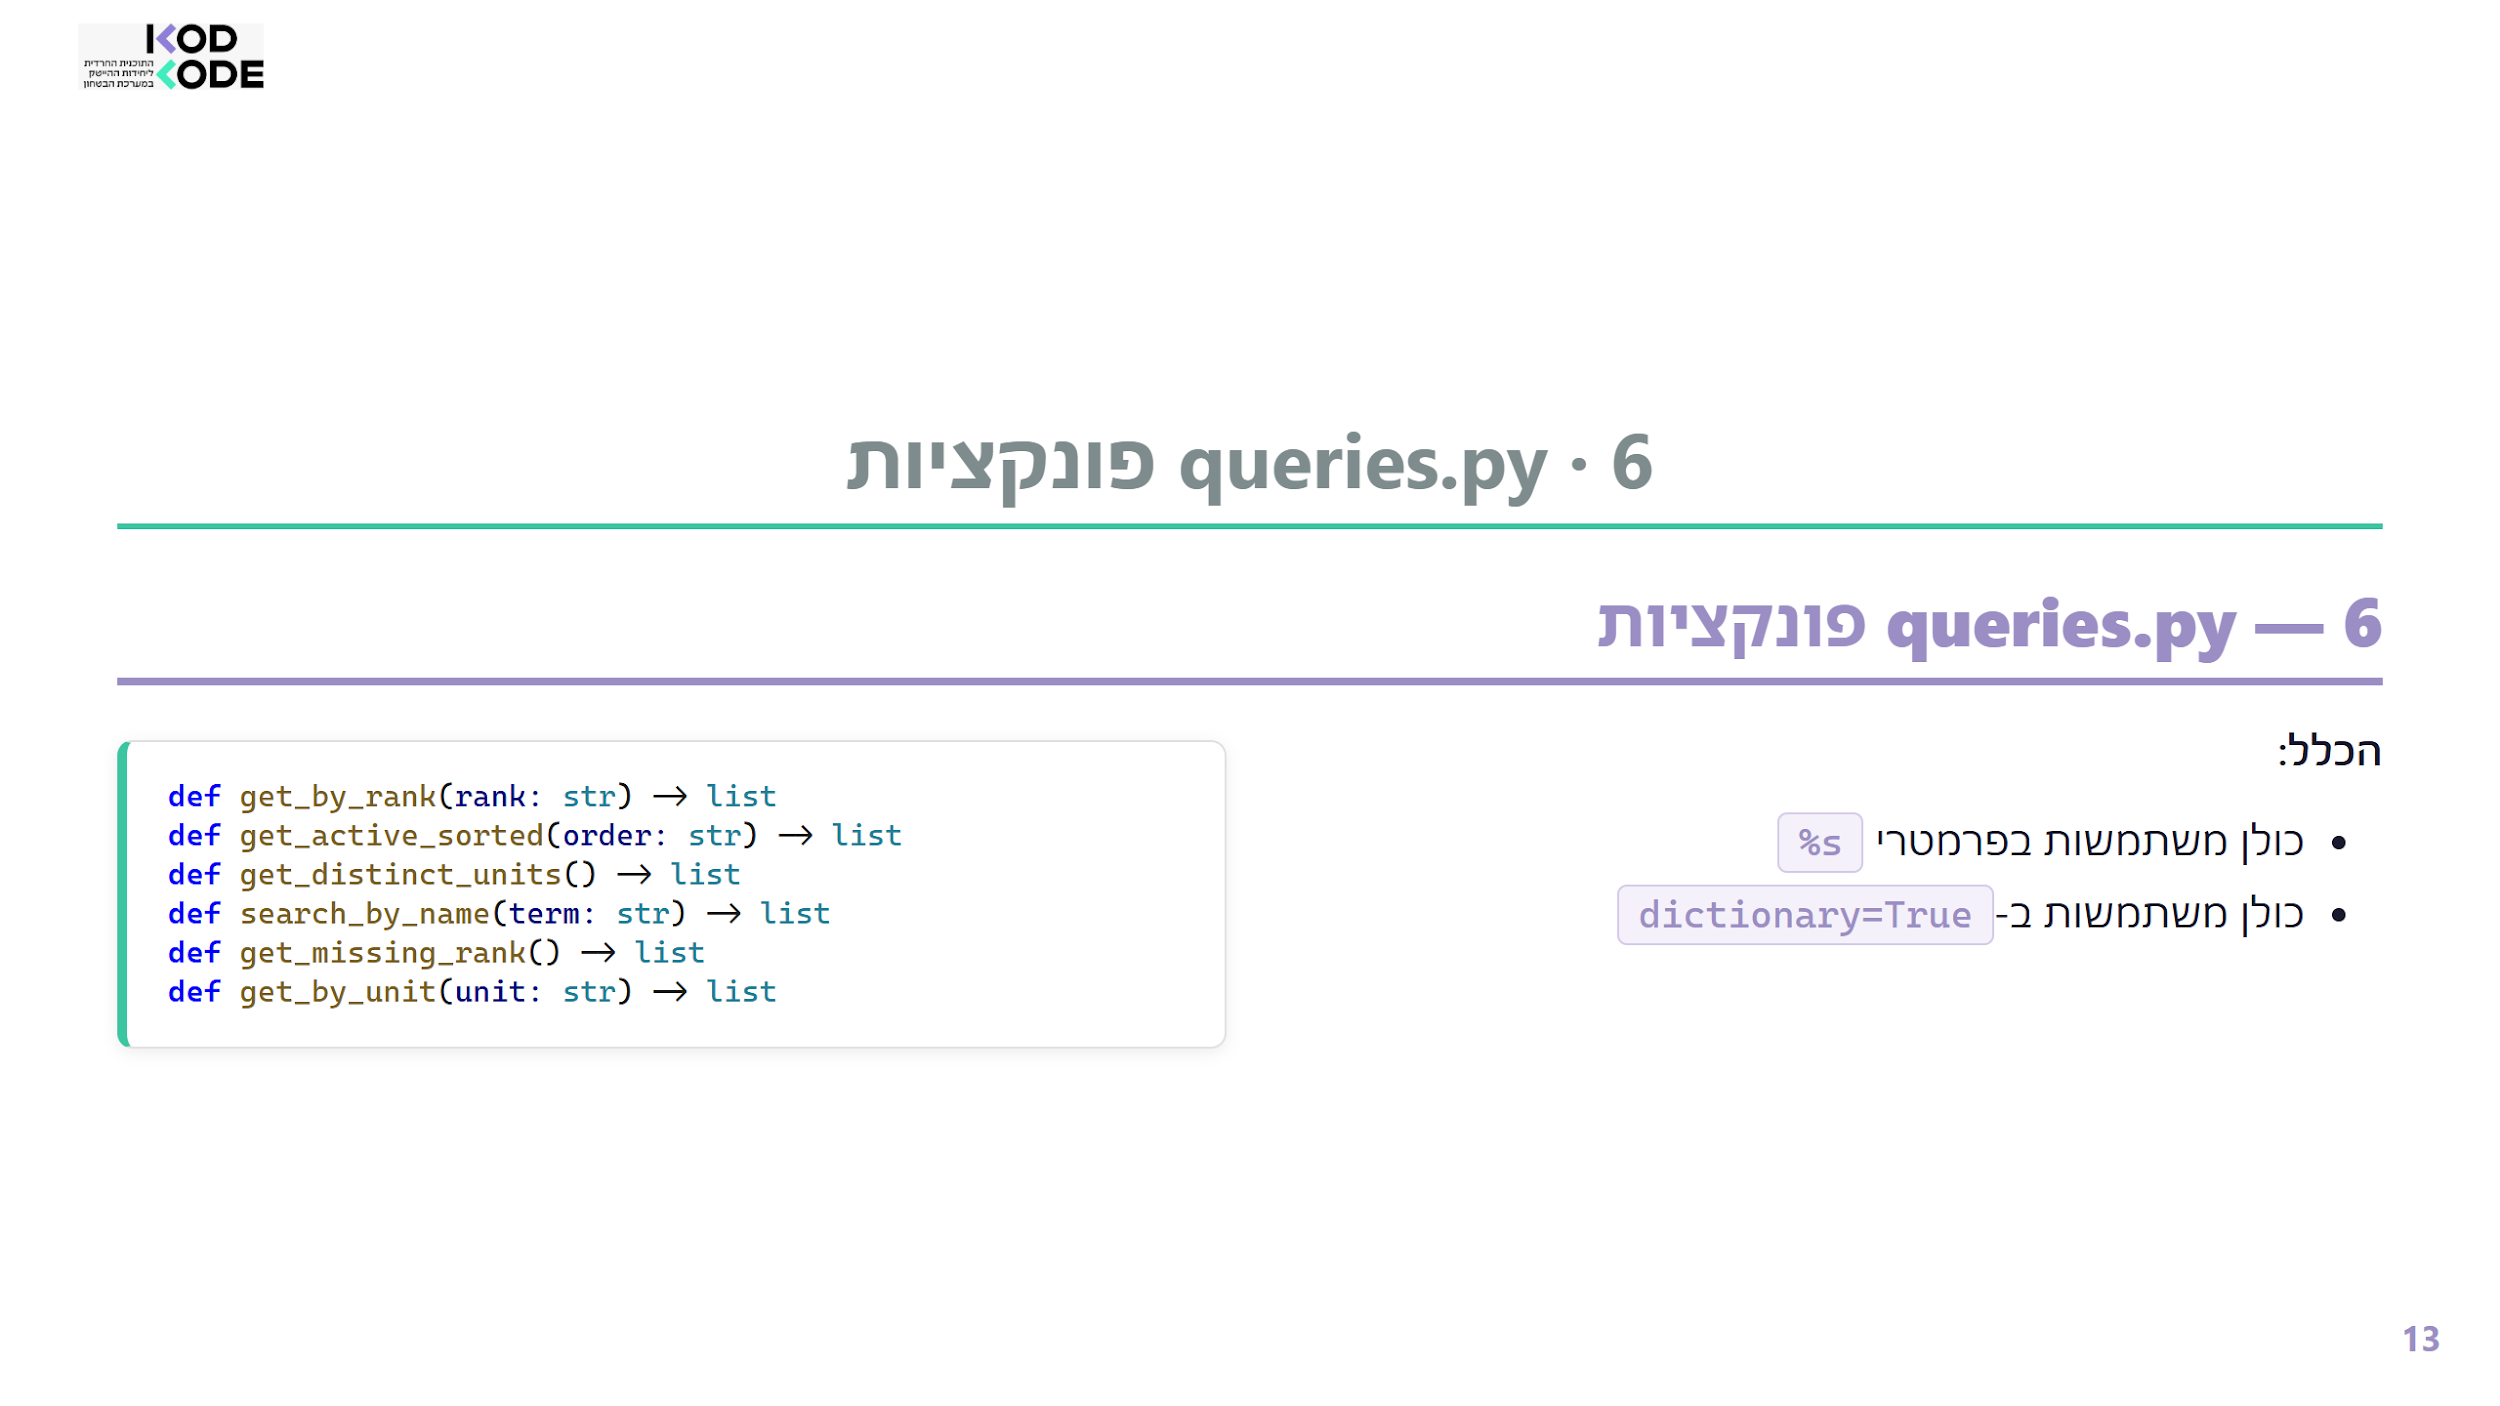 KOD
CODE
התוכנית החרדית
ליחידות ההייטק
במערכת הבטחון
6 · queries.py פונקציות
6 — queries.py פונקציות
הכלל:
• כולן משתמשות בפרמטרי %s
• כולן משתמשות ב-dictionary=True
def get_by_rank(rank: str) -> list
def get_active_sorted(order: str) -> list
def get_distinct_units() -> list
def search_by_name(term: str) -> list
def get_missing_rank() -> list
def get_by_unit(unit: str) -> list
13